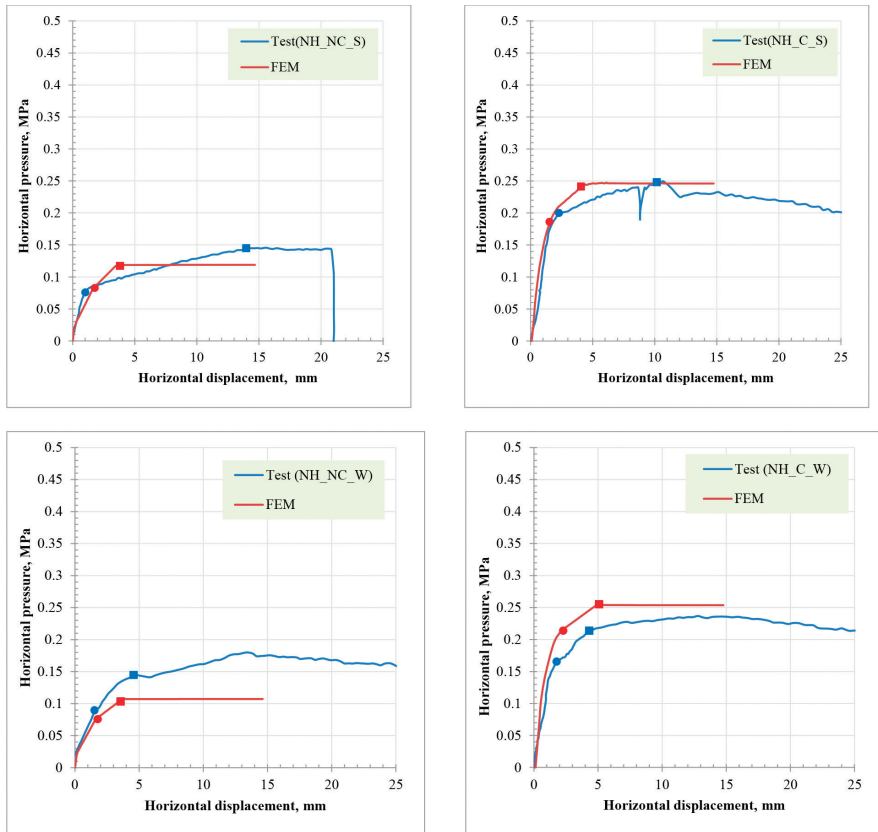 0.5
0.45
0.4
0.35
0.3
0.25
0.2
0.15
0.1
0.05
0
Horizontal pressure, MPa
Test(NH_NC_S)
FEM
0 5 10 15 20 25
Horizontal displacement, mm
0.5
0.45
0.4
0.35
0.3
0.25
0.2
0.15
0.1
0.05
0
Horizontal pressure, MPa
Test(NH_C_S)
FEM
0 5 10 15 20 25
Horizontal displacement, mm
0.5
0.45
0.4
0.35
0.3
0.25
0.2
0.15
0.1
0.05
0
Horizontal pressure, MPa
Test (NH_NC_W)
FEM
0 5 10 15 20 25
Horizontal displacement, mm
0.5
0.45
0.4
0.35
0.3
0.25
0.2
0.15
0.1
0.05
0
Horizontal pressure, MPa
Test (NH_C_W)
FEM
0 5 10 15 20 25
Horizontal displacement, mm